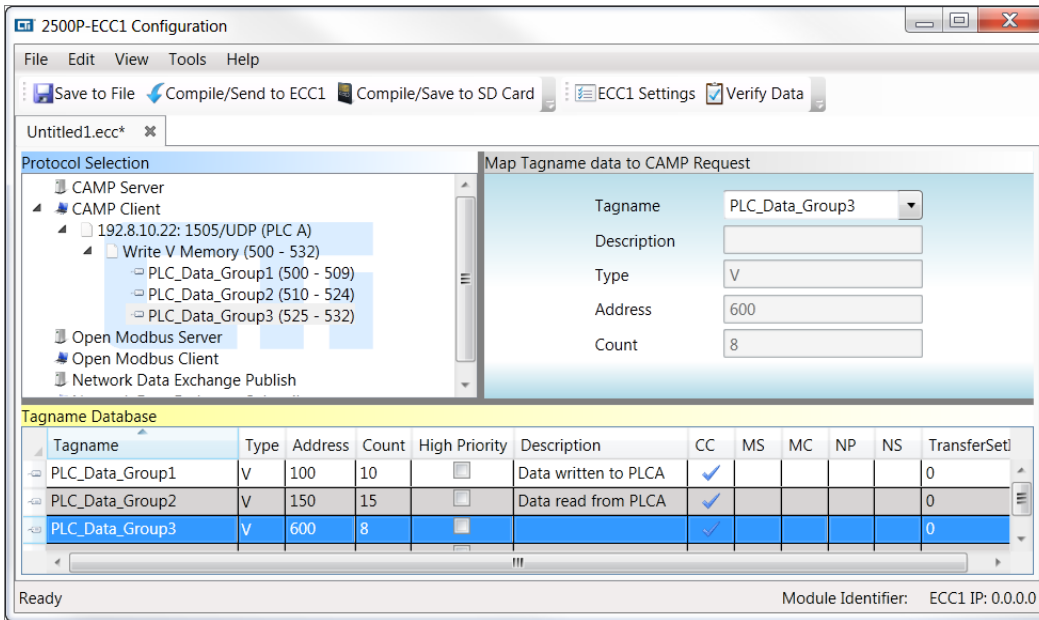 2500P-ECC1 Configuration
File Edit View Tools Help
Save to File Compile/Send to ECC1 Compile/Save to SD Card ECC1 Settings Verify Data
Untitled1.ecc*
Protocol Selection
CAMP Server
CAMP Client
192.8.10.22: 1505/UDP (PLC A)
Write V Memory (500 - 532)
PLC_Data_Group1 (500 - 509)
PLC_Data_Group2 (510 - 524)
PLC_Data_Group3 (525 - 532)
Open Modbus Server
Open Modbus Client
Network Data Exchange Publish
Map Tagname data to CAMP Request
Tagname PLC_Data_Group3
Description
Type V
Address 600
Count 8
Tagname Database
Tagname Type Address Count High Priority Description CC MS MC NP NS TransferSetI
PLC_Data_Group1 V 100 10 Data written to PLCA 0
PLC_Data_Group2 V 150 15 Data read from PLCA 0
PLC_Data_Group3 V 600 8 0
Ready Module Identifier: ECC1 IP: 0.0.0.0